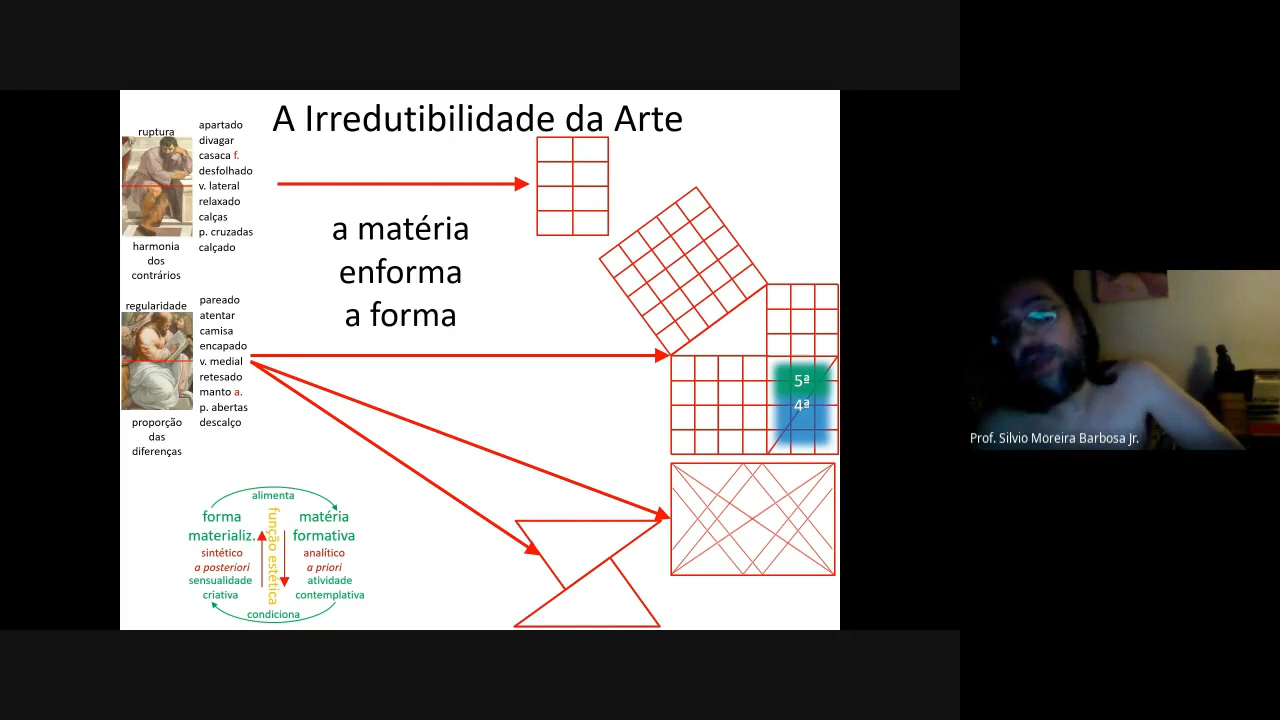 A Irredutibilidade da Arte
ruptura
harmonia
dos
contrários
apartado
divagar
casaca f.
desfolhado
v. lateral
relaxado
calças
p. cruzadas
calçado
a matéria
enforma
a forma
regularidade
proporção
das
diferenças
pareado
atentar
camisa
encapado
v. medial
retesado
manto a.
p. abertas
descalço
5ª
4ª
alimenta
forma
materializ.
sintético
a posteriori
sensualidade
criativa
função estética
matéria
formativa
analítico
a priori
atividade
contemplativa
condiciona
Prof. Silvio Moreira Barbosa Jr.